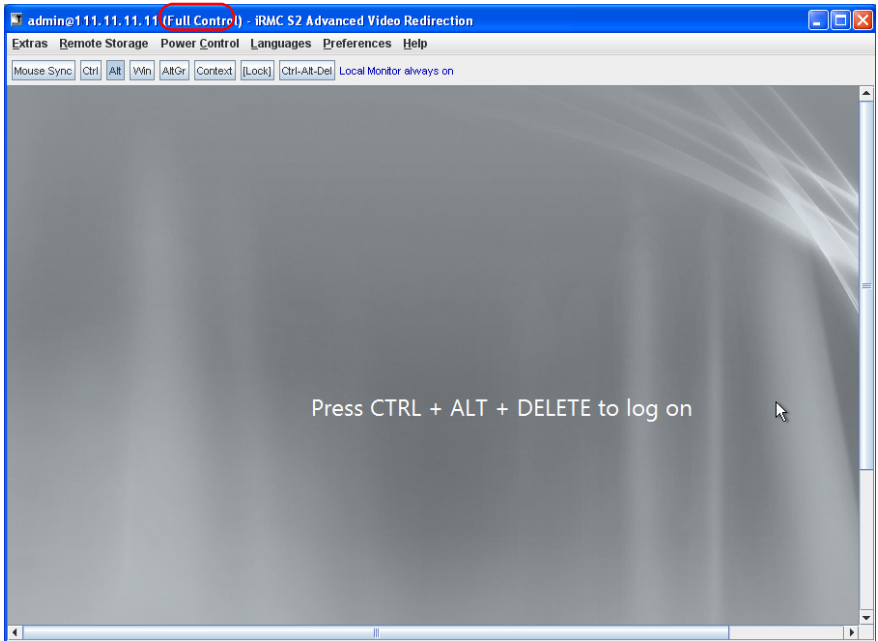 admin@111.11.11.11 (Full Control) - iRMC S2 Advanced Video Redirection
Extras Remote Storage Power Control Languages Preferences Help
Mouse Sync Ctrl Alt Win AltGr Context [Lock] Ctrl-Alt-Del Local Monitor always on
Press CTRL + ALT + DELETE to log on